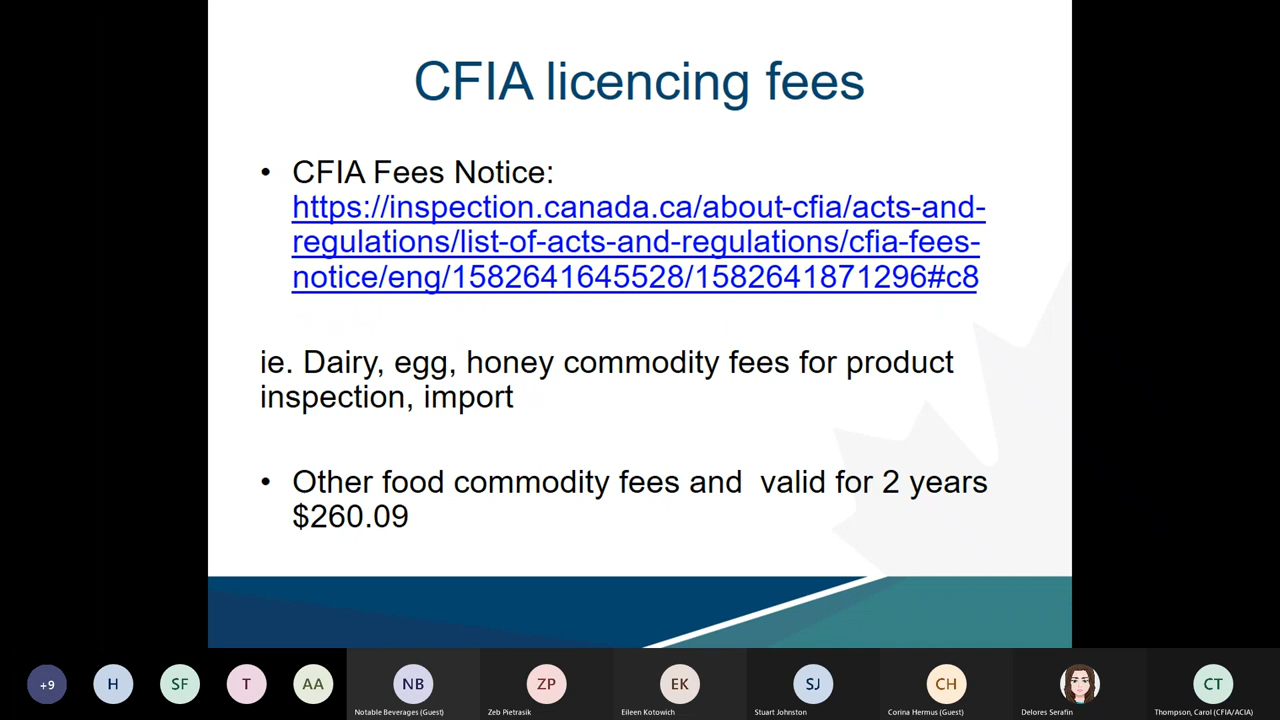 CFIA licencing fees
• CFIA Fees Notice:
https://inspection.canada.ca/about-cfia/acts-and-
regulations/list-of-acts-and-regulations/cfia-fees-
notice/eng/1582641645528/1582641871296#c8
ie. Dairy, egg, honey commodity fees for product
inspection, import
• Other food commodity fees and  valid for 2 years
$260.09
+9 H SF T AA NB ZP EK SJ CH CT
Notable Beverages (Guest) Zeb Pietrasik Eileen Kotowich Stuart Johnston Corina Hermus (Guest) Delores Serafin Thompson, Carol (CFIA/ACIA)